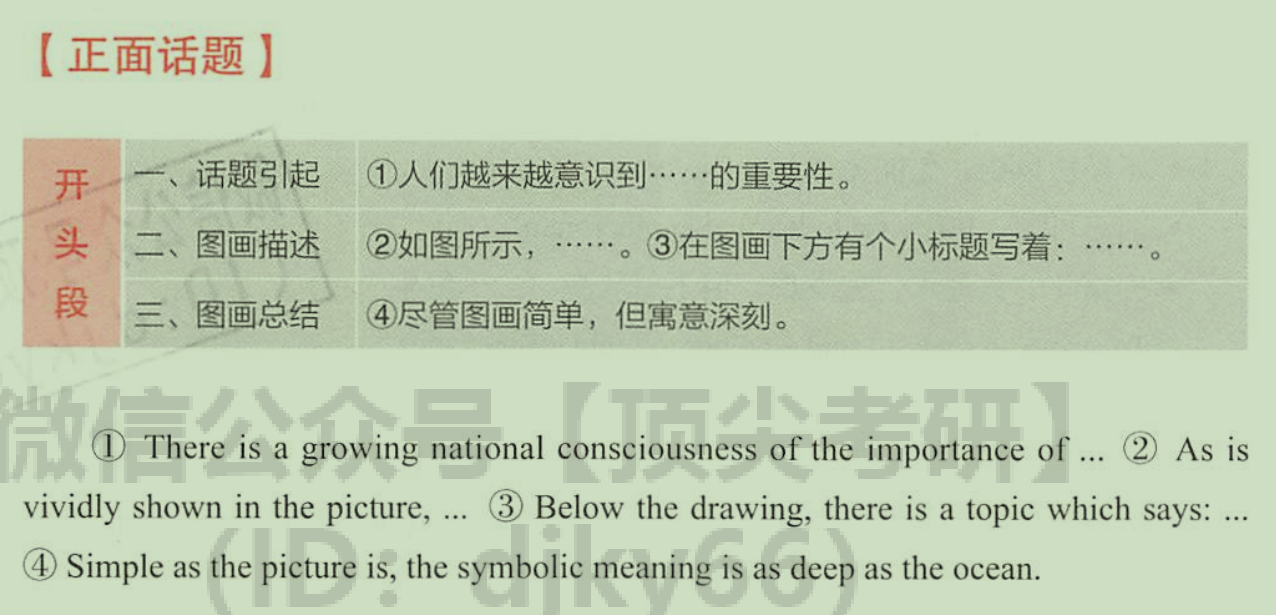 【 正面话题 】
开头段
一、话题引起 ①人们越来越意识到……的重要性。
二、图画描述 ②如图所示，……。③在图画下方有个小标题写着：……。
三、图画总结 ④尽管图画简单，但寓意深刻。
微信公众号【顶尖考研】
① There is a growing national consciousness of the importance of ... ② As is
vividly shown in the picture, ... ③ Below the drawing, there is a topic which says: ...
(ID: djky66)
④ Simple as the picture is, the symbolic meaning is as deep as the ocean.